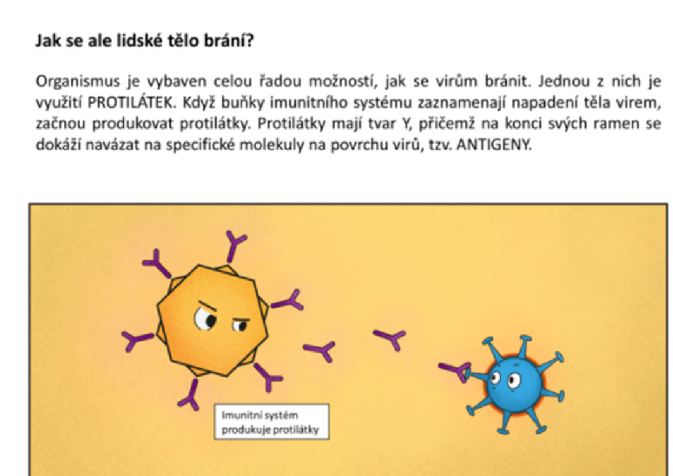 Jak se ale lidské tělo brání?
Organismus je vybaven celou řadou možností, jak se virům bránit. Jednou z nich je
využití PROTILÁTEK. Když buňky imunitního systému zaznamenají napadení těla virem,
začnou produkovat protilátky. Protilátky mají tvar Y, přičemž na konci svých ramen se
dokáží navázat na specifické molekuly na povrchu virů, tzv. ANTIGENY.
Imunitní systém
produkuje protilátky